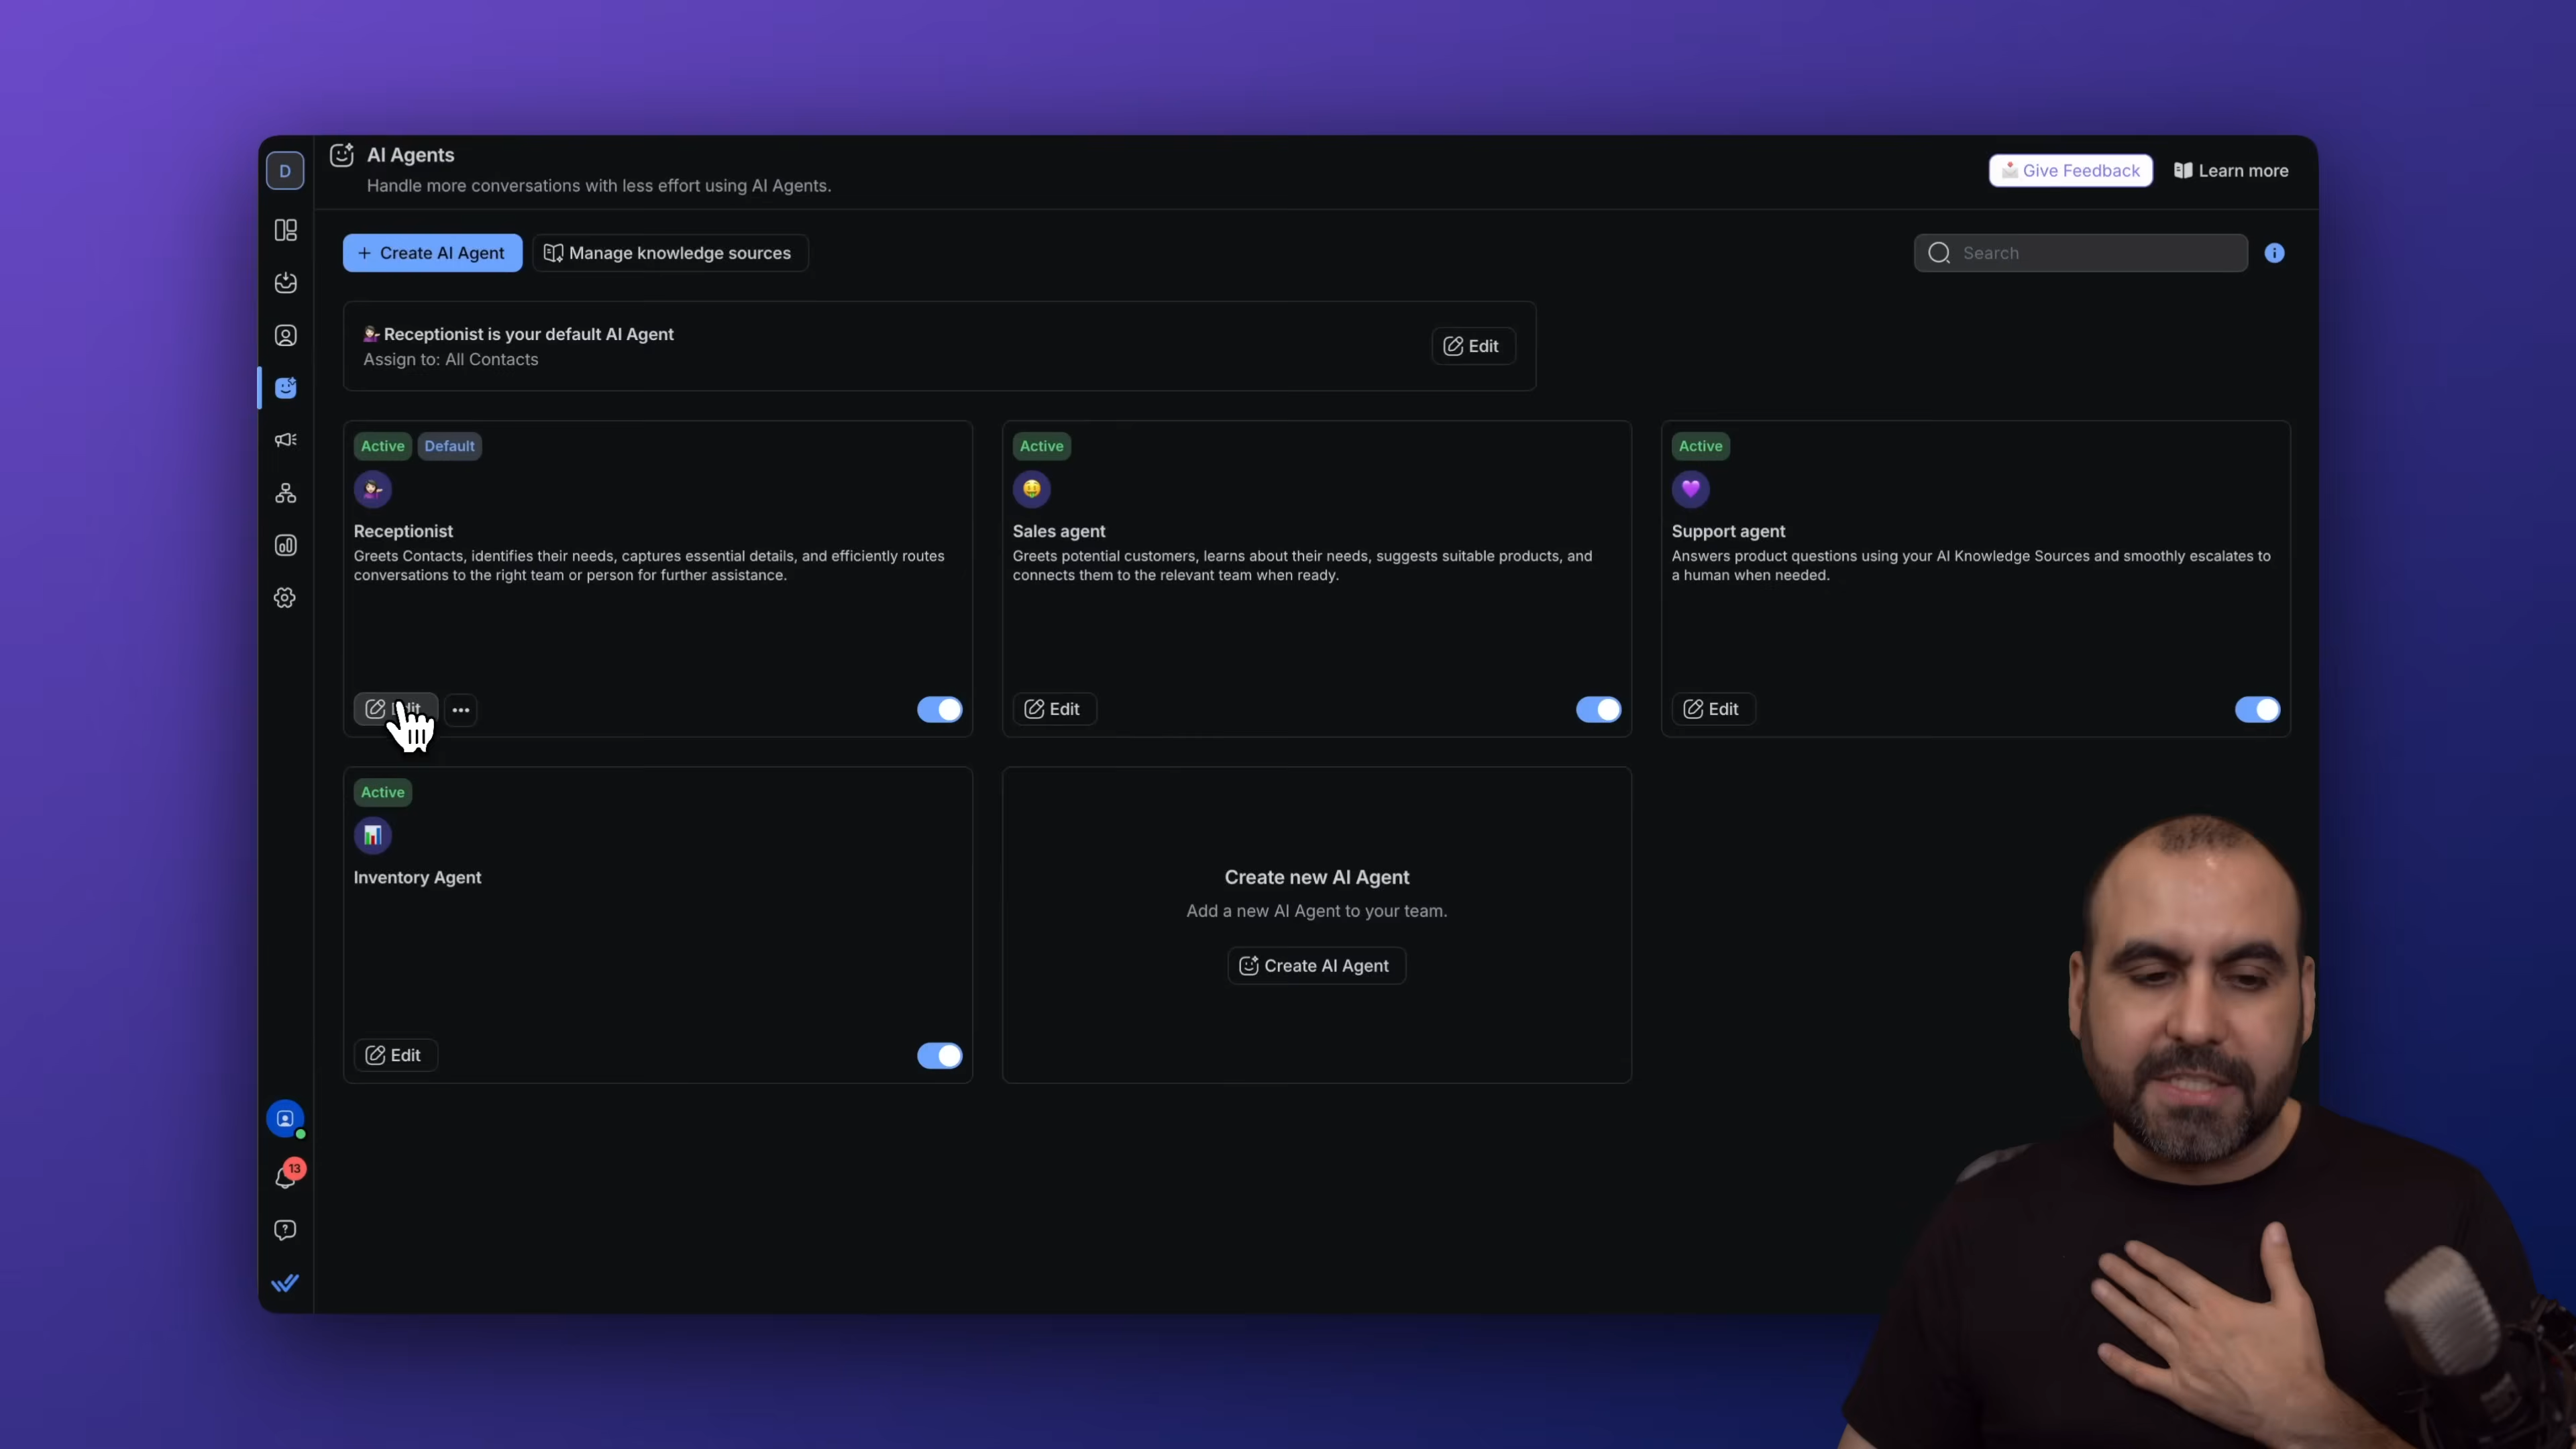 D
AI Agents
Handle more conversations with less effort using AI Agents.
Give Feedback
Learn more
+ Create AI Agent
Manage knowledge sources
Search
Receptionist is your default AI Agent
Assign to: All Contacts
Edit
Active
Default
Receptionist
Greets Contacts, identifies their needs, captures essential details, and efficiently routes
conversations to the right team or person for further assistance.
Active
Sales agent
Greets potential customers, learns about their needs, suggests suitable products, and
connects them to the relevant team when ready.
Edit
Active
Support agent
Answers product questions using your AI Knowledge Sources and smoothly escalates to
a human when needed.
Edit
Active
Inventory Agent
Edit
Create new AI Agent
Add a new AI Agent to your team.
Create AI Agent
13